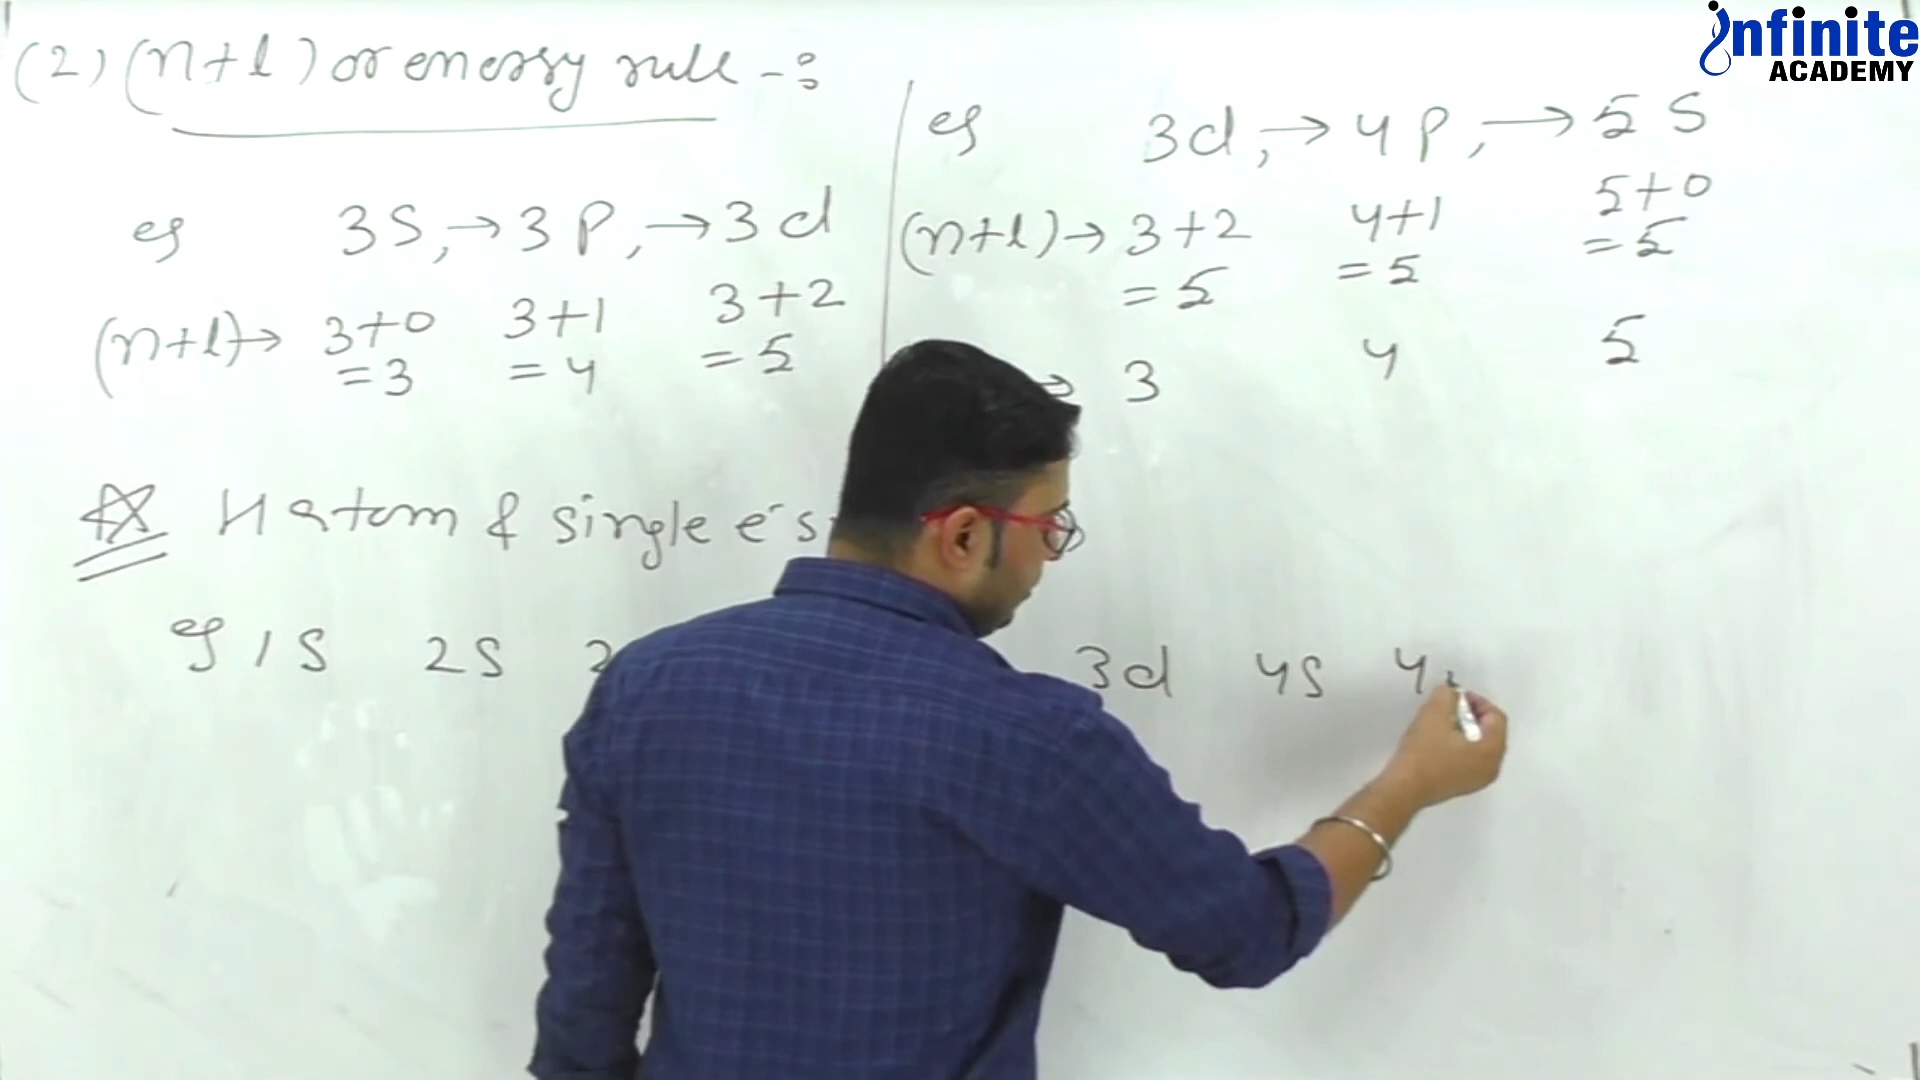 infinite
ACADEMY
(2) (n+l) or energy rule -:
eg 3S, → 3P, → 3d
(n+l) → 3+0 3+1 3+2
=3 =4 =5
eg 3d, → 4P, → 5S
(n+l) → 3+2 4+1 5+0
=5 =5 =5
→ 3 4 5
H atom & single e⁻ s
eg 1S 2S 3d 4S 4